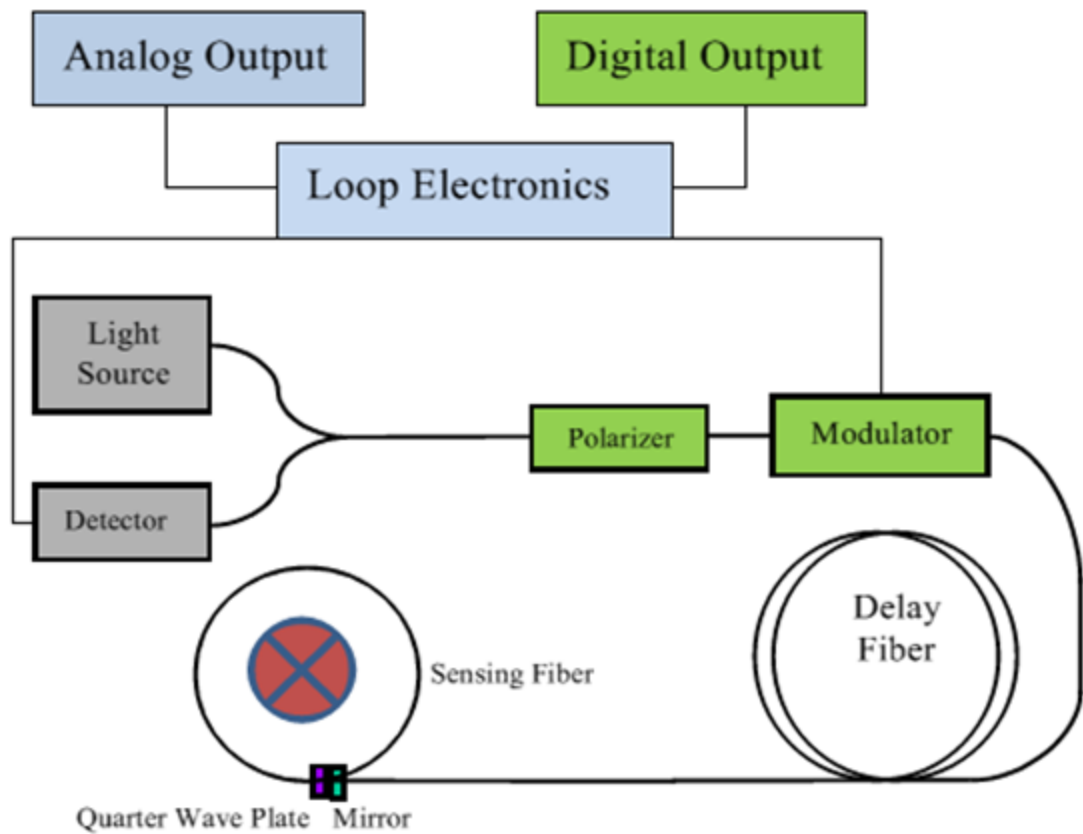 Analog Output
Digital Output
Loop Electronics
Light
Source
Polarizer
Modulator
Detector
Delay
Fiber
Sensing Fiber
Quarter Wave Plate
Mirror